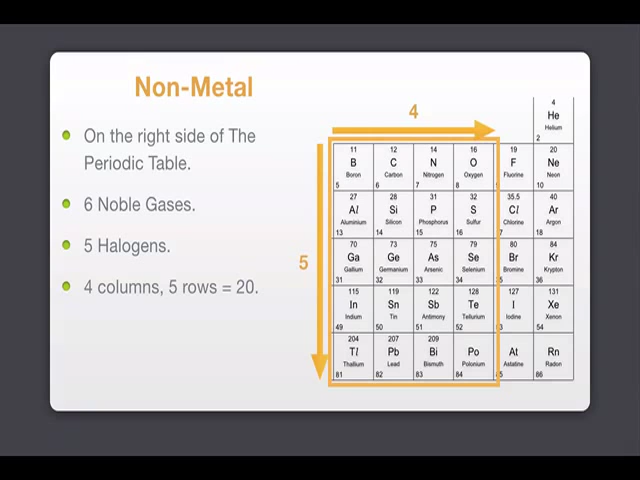 Non-Metal
On the right side of The
Periodic Table.
6 Noble Gases.
5 Halogens.
4 columns, 5 rows = 20.
4
5
4
He
Helium
2
11 12 14 16 19 20
B C N O F Ne
Boron Carbon Nitrogen Oxygen Fluorine Neon
5 6 7 8 10
27 28 31 32 35.5 40
Al Si P S Cl Ar
Aluminium Silicon Phosphorus Sulfur Chlorine Argon
13 14 15 16 7 18
70 73 75 79 80 84
Ga Ge As Se Br Kr
Gallium Germanium Arsenic Selenium Bromine Krypton
31 32 33 34 5 36
115 119 122 128 127 131
In Sn Sb Te I Xe
Indium Tin Antimony Tellurium Iodine Xenon
49 50 51 52 3 54
204 207 209
Tl Pb Bi Po At Rn
Thallium Lead Bismuth Polonium Astatine Radon
81 82 83 84 5 86